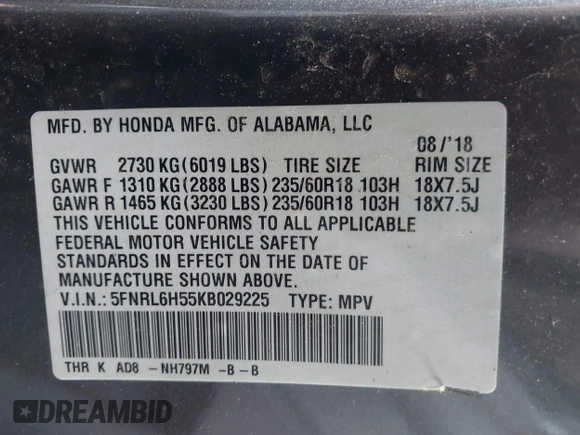 MFD. BY HONDA MFG. OF ALABAMA, LLC
08/'18
GVWR 2730 KG(6019 LBS) TIRE SIZE RIM SIZE
GAWR F 1310 KG(2888 LBS)235/60R18 103H 18X7.5J
GAWR R 1465 KG(3230 LBS)235/60R18 103H 18X7.5J
THIS VEHICLE CONFORMS TO ALL APPLICABLE
FEDERAL MOTOR VEHICLE SAFETY
STANDARDS IN EFFECT ON THE DATE OF
MANUFACTURE SHOWN ABOVE.
V.I.N.: 5FNRL6H55KB029225 TYPE: MPV
THR K AD8 - NH797M -B-B
DREAMBID